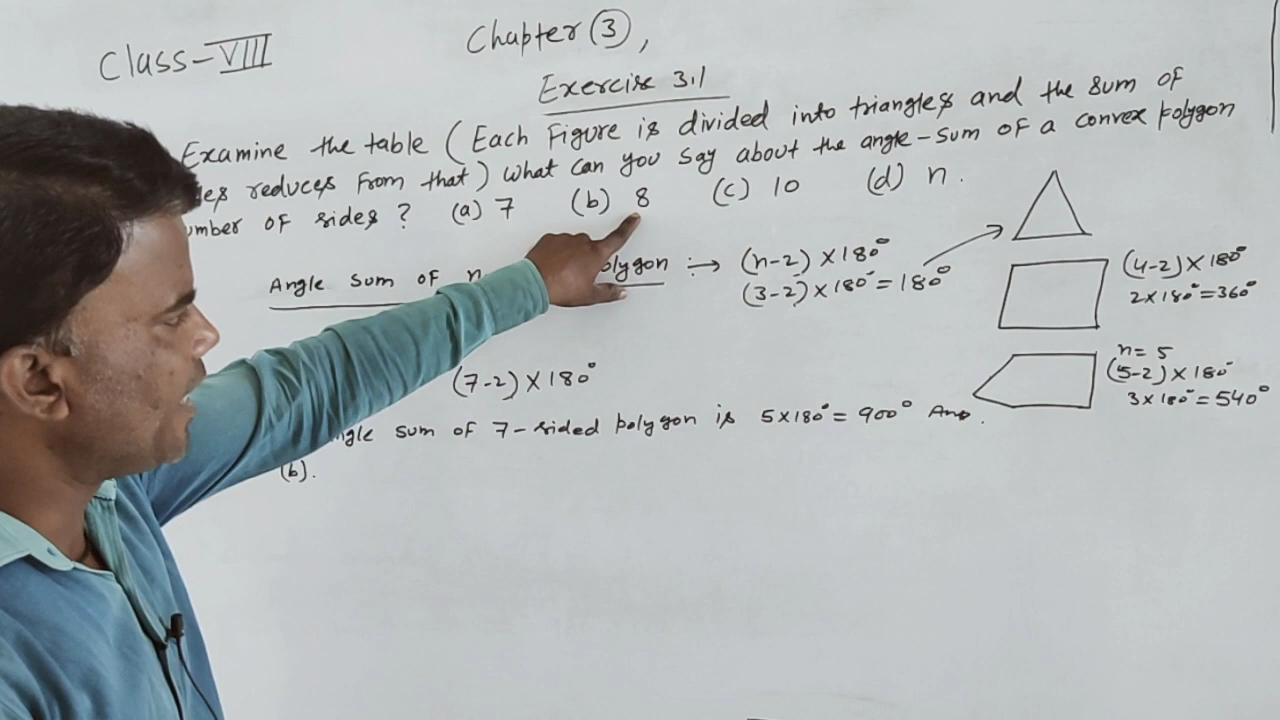 Class-VIII
Chapter (3),
Exercise 3.1
Examine the table (Each Figure is divided into triangles and the sum of
reduces from that) What can you say about the angle-sum of a convex polygon
number of sides? (a) 7 (b) 8 (c) 10 (d) n.
Angle sum of n polygon :→ (n-2) × 180°
(3-2) × 180° = 180°
(4-2) × 180°
2 × 180° = 360°
n = 5
(5-2) × 180°
3 × 180° = 540°
(7-2) × 180°
sum of 7-sided polygon is 5×180° = 900° Ans.
(b).